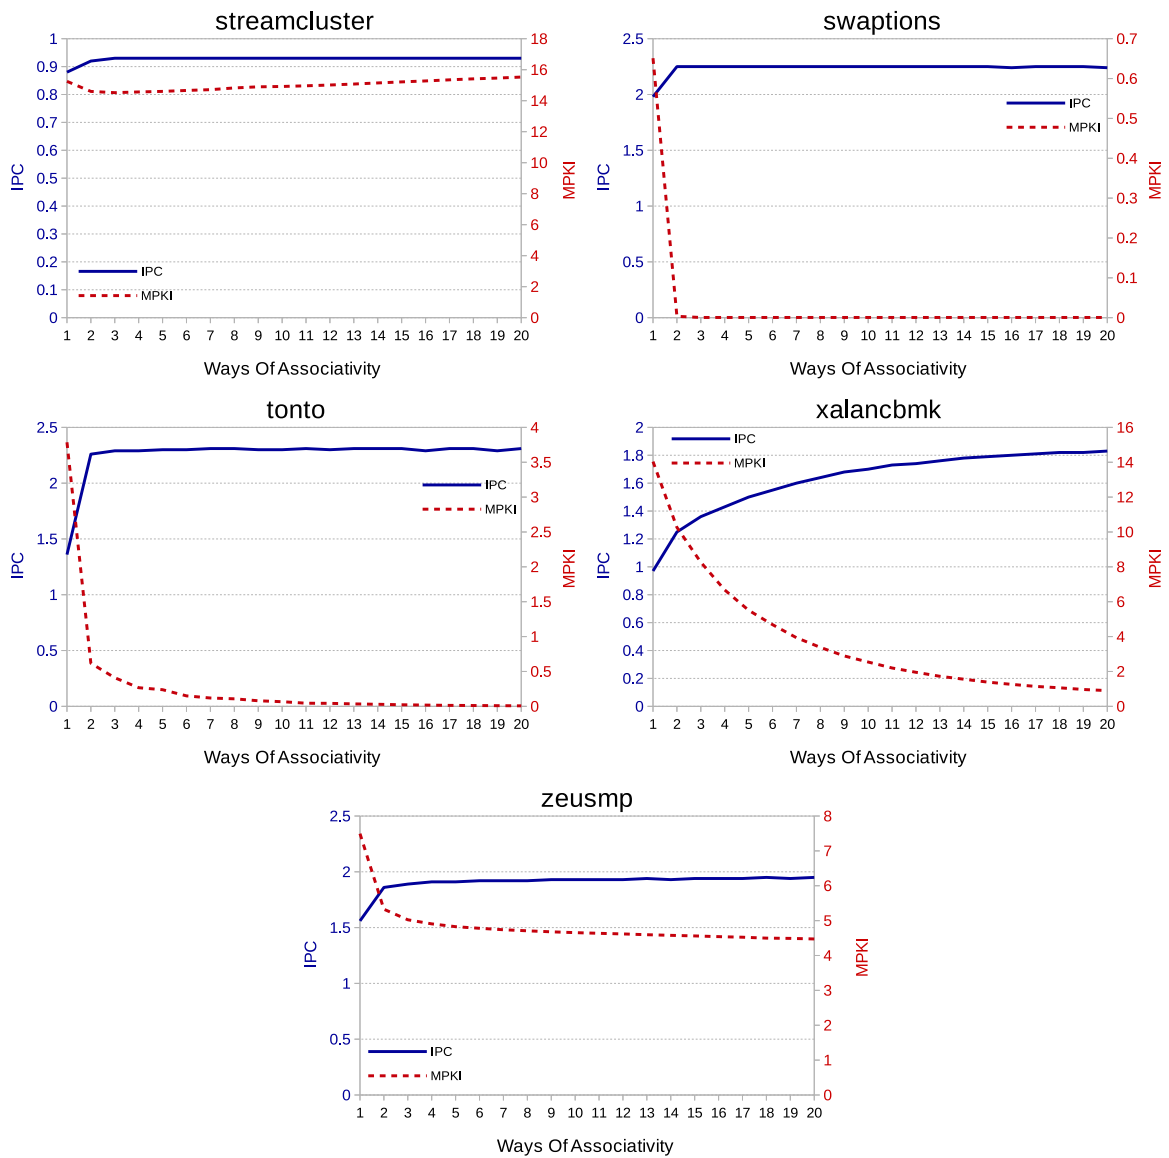 streamcluster
1 18
0.9 16
0.8 14
0.7 12
0.6 10
0.5 8
0.4 6
0.3 4
0.2 2
0.1 0
0
IPC
MPKI
IPC
MPKI
1 2 3 4 5 6 7 8 9 10 11 12 13 14 15 16 17 18 19 20
Ways Of Associativity
swaptions
2.5 0.7
2 0.6
1.5 0.5
1 0.4
0.5 0.3
0 0.2
0.1
0
IPC
MPKI
IPC
MPKI
1 2 3 4 5 6 7 8 9 10 11 12 13 14 15 16 17 18 19 20
Ways Of Associativity
tonto
2.5 4
2 3.5
1.5 3
1 2.5
0.5 2
0 1.5
1
0.5
0
IPC
MPKI
IPC
MPKI
1 2 3 4 5 6 7 8 9 10 11 12 13 14 15 16 17 18 19 20
Ways Of Associativity
xalancbmk
2 16
1.8 14
1.6 12
1.4 10
1.2 8
1 6
0.8 4
0.6 2
0.4 0
0.2
0
IPC
MPKI
IPC
MPKI
1 2 3 4 5 6 7 8 9 10 11 12 13 14 15 16 17 18 19 20
Ways Of Associativity
zeusmp
2.5 8
2 7
1.5 6
1 5
0.5 4
0 3
2
1
0
IPC
MPKI
IPC
MPKI
1 2 3 4 5 6 7 8 9 10 11 12 13 14 15 16 17 18 19 20
Ways Of Associativity